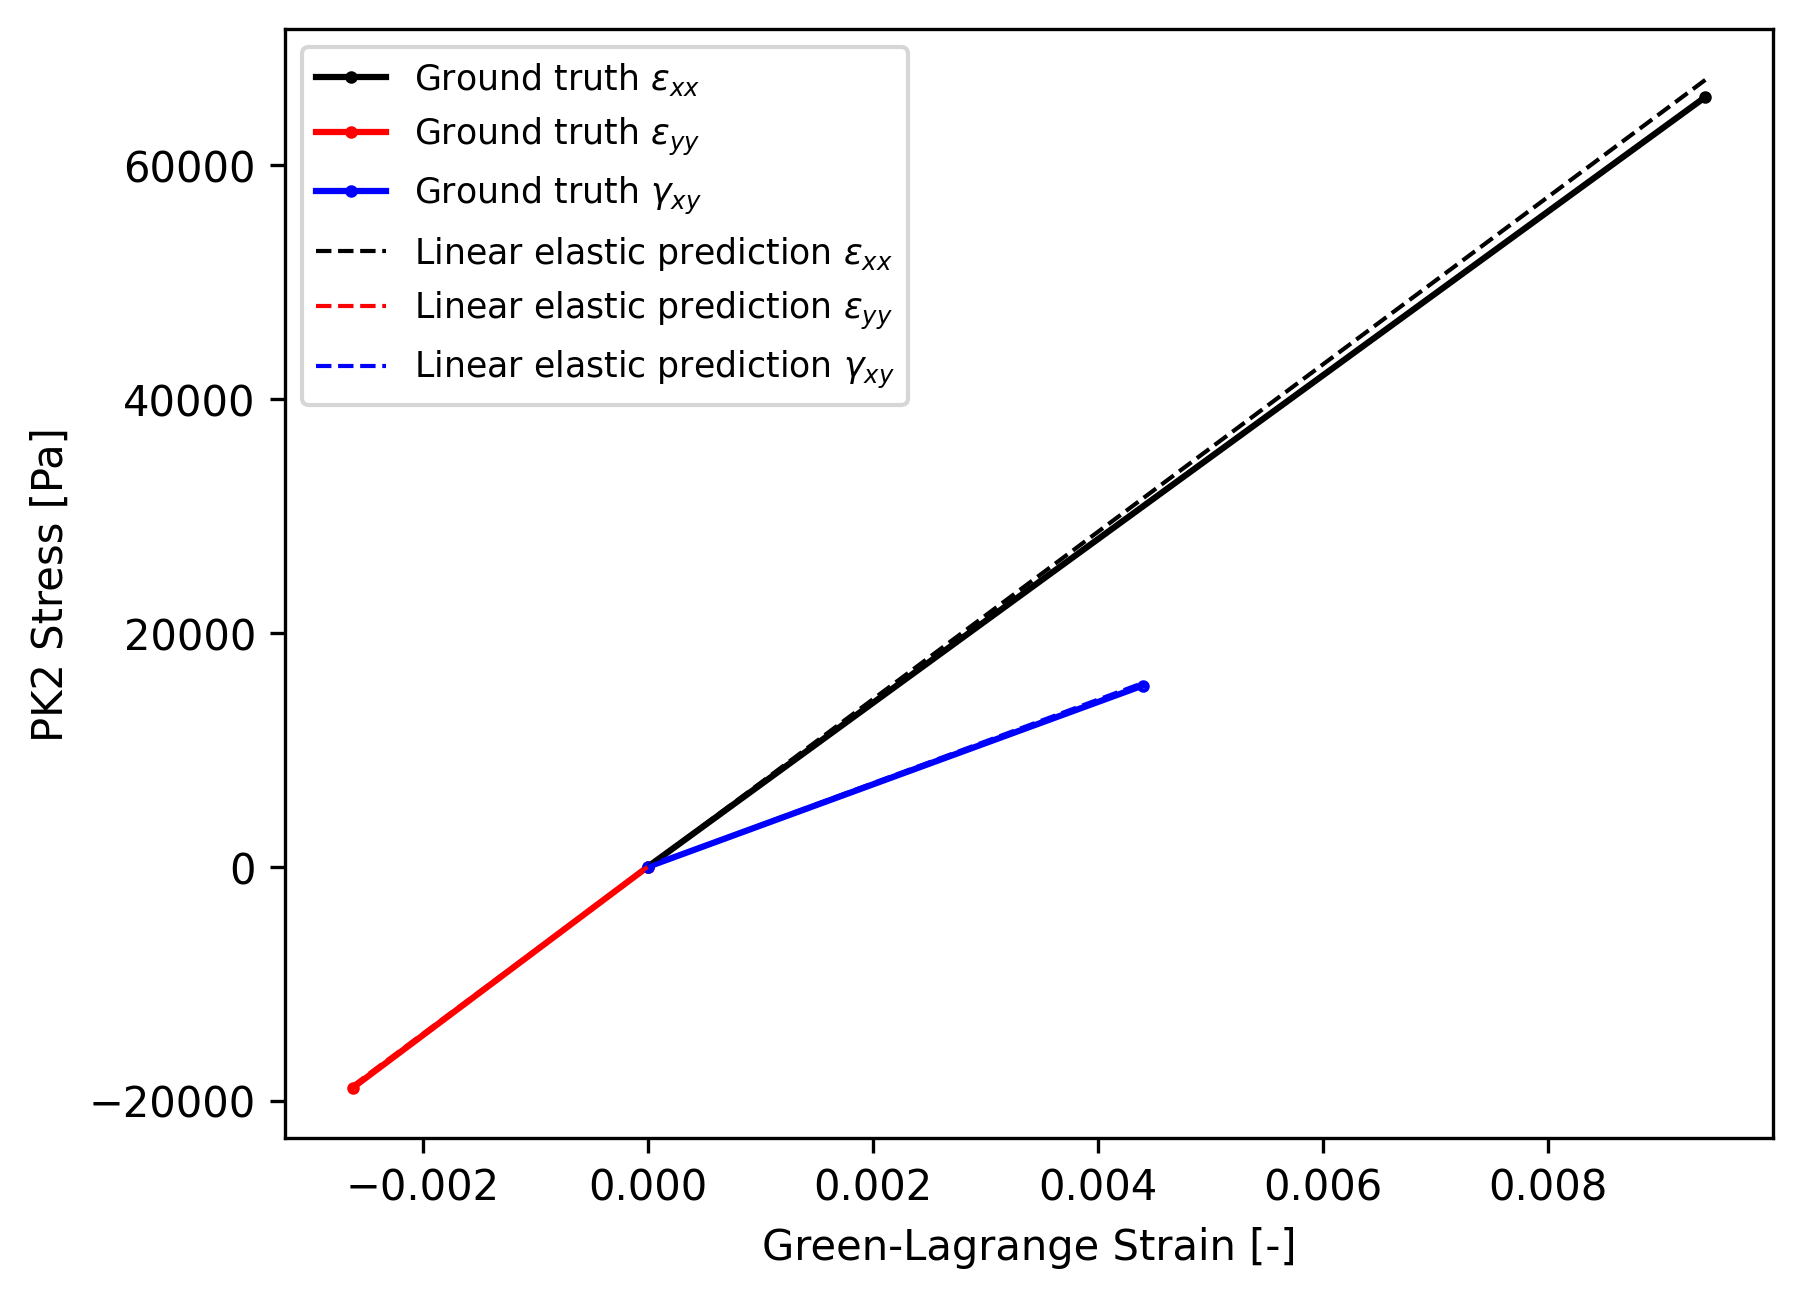 Ground truth εxx
Ground truth εyy
Ground truth γxy
Linear elastic prediction εxx
Linear elastic prediction εyy
Linear elastic prediction γxy
60000
40000
20000
0
−20000
PK2 Stress [Pa]
−0.002 0.000 0.002 0.004 0.006 0.008
Green-Lagrange Strain [-]